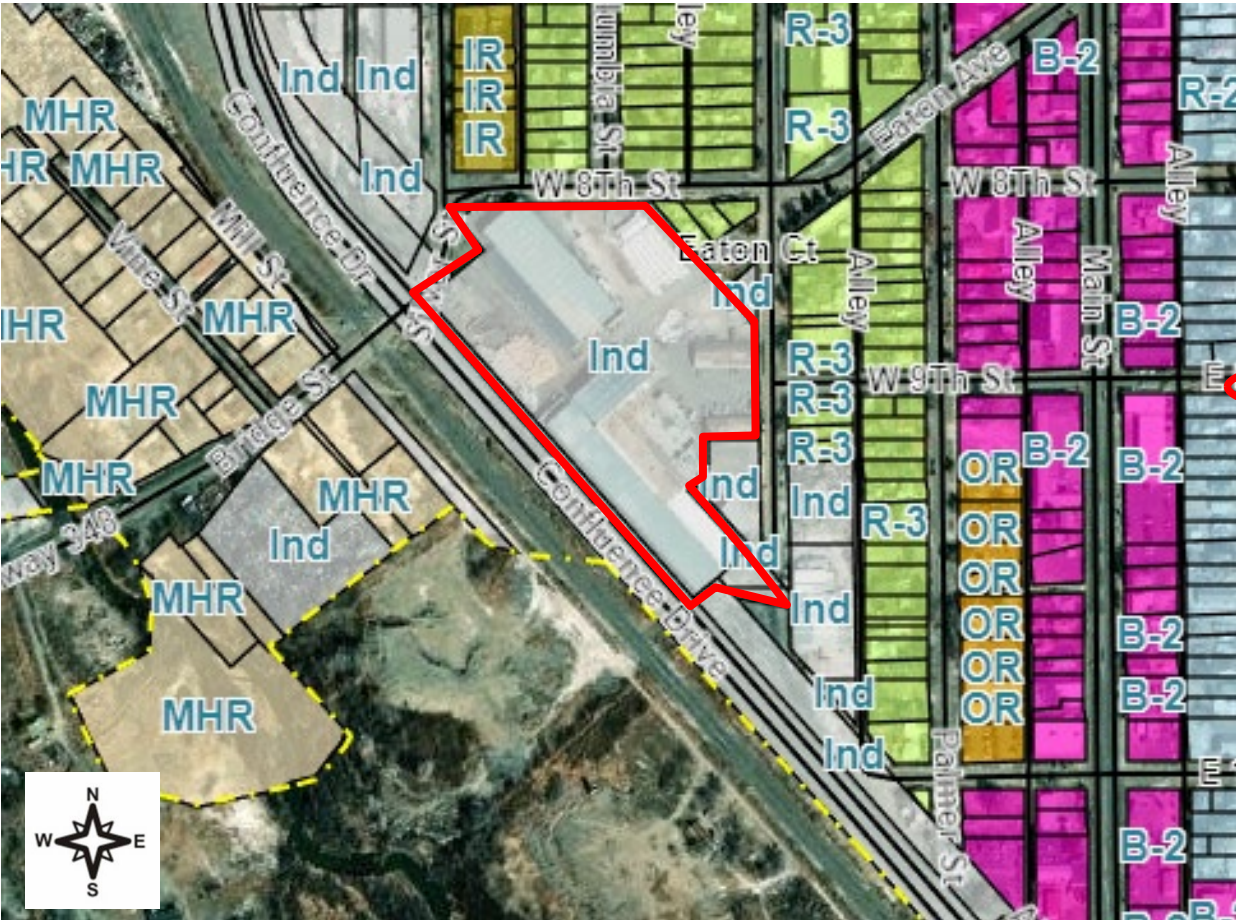 R-3
IR
B-2
Ind
Ind
R-2
IR
MHR
R-3
IR
Eaton Ave
MHR
Ind
Alley
W 8Th St
W 8Th St
Confluence Dr
Mill St
Vine St
Eaton Ct
Alley
Alley
Main St
Ind
MHR
B-2
Ind
R-3
W 9Th St
E
MHR
R-3
Bridge St
R-3
B-2
B-2
OR
MHR
Ind
MHR
Ind
R-3
OR
Ind
Ind
OR
MHR
Ind
OR
B-2
Confluence Drive
OR
Ind
B-2
OR
MHR
Ind
Palmer St
E
B-2
N
W E
S